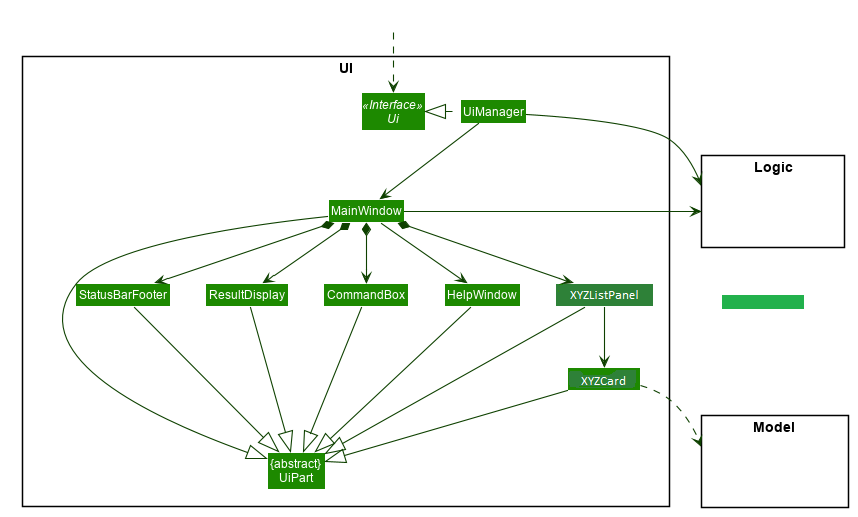 UI
«Interface»
Ui
UiManager
Logic
MainWindow
StatusBarFooter
ResultDisplay
CommandBox
HelpWindow
XYZListPanel
XYZCard
Model
{abstract}
UiPart